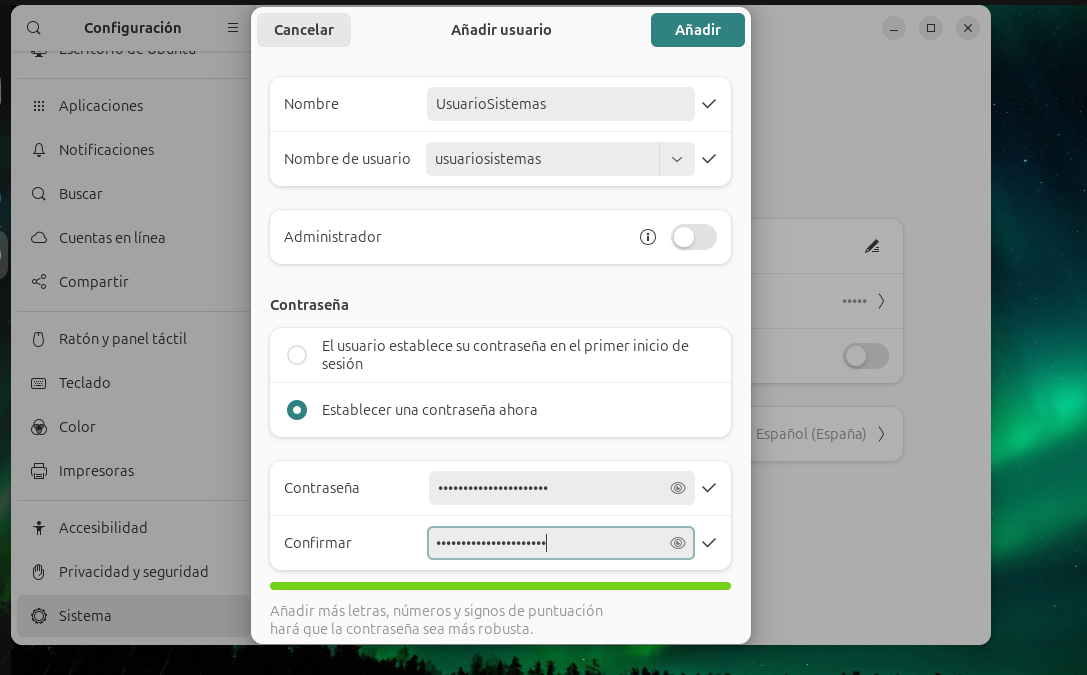 Configuración
Cancelar
Añadir usuario
Añadir
Escritorio de Ubuntu
Aplicaciones
Notificaciones
Buscar
Cuentas en línea
Compartir
Ratón y panel táctil
Teclado
Color
Impresoras
Accesibilidad
Privacidad y seguridad
Sistema
Nombre
UsuarioSistemas
Nombre de usuario
usuariosistemas
Administrador
Contraseña
El usuario establece su contraseña en el primer inicio de
sesión
Establecer una contraseña ahora
Contraseña
••••••••••••••••••••••
Confirmar
••••••••••••••••••••••
Añadir más letras, números y signos de puntuación
hará que la contraseña sea más robusta.
•••••
Español (España)